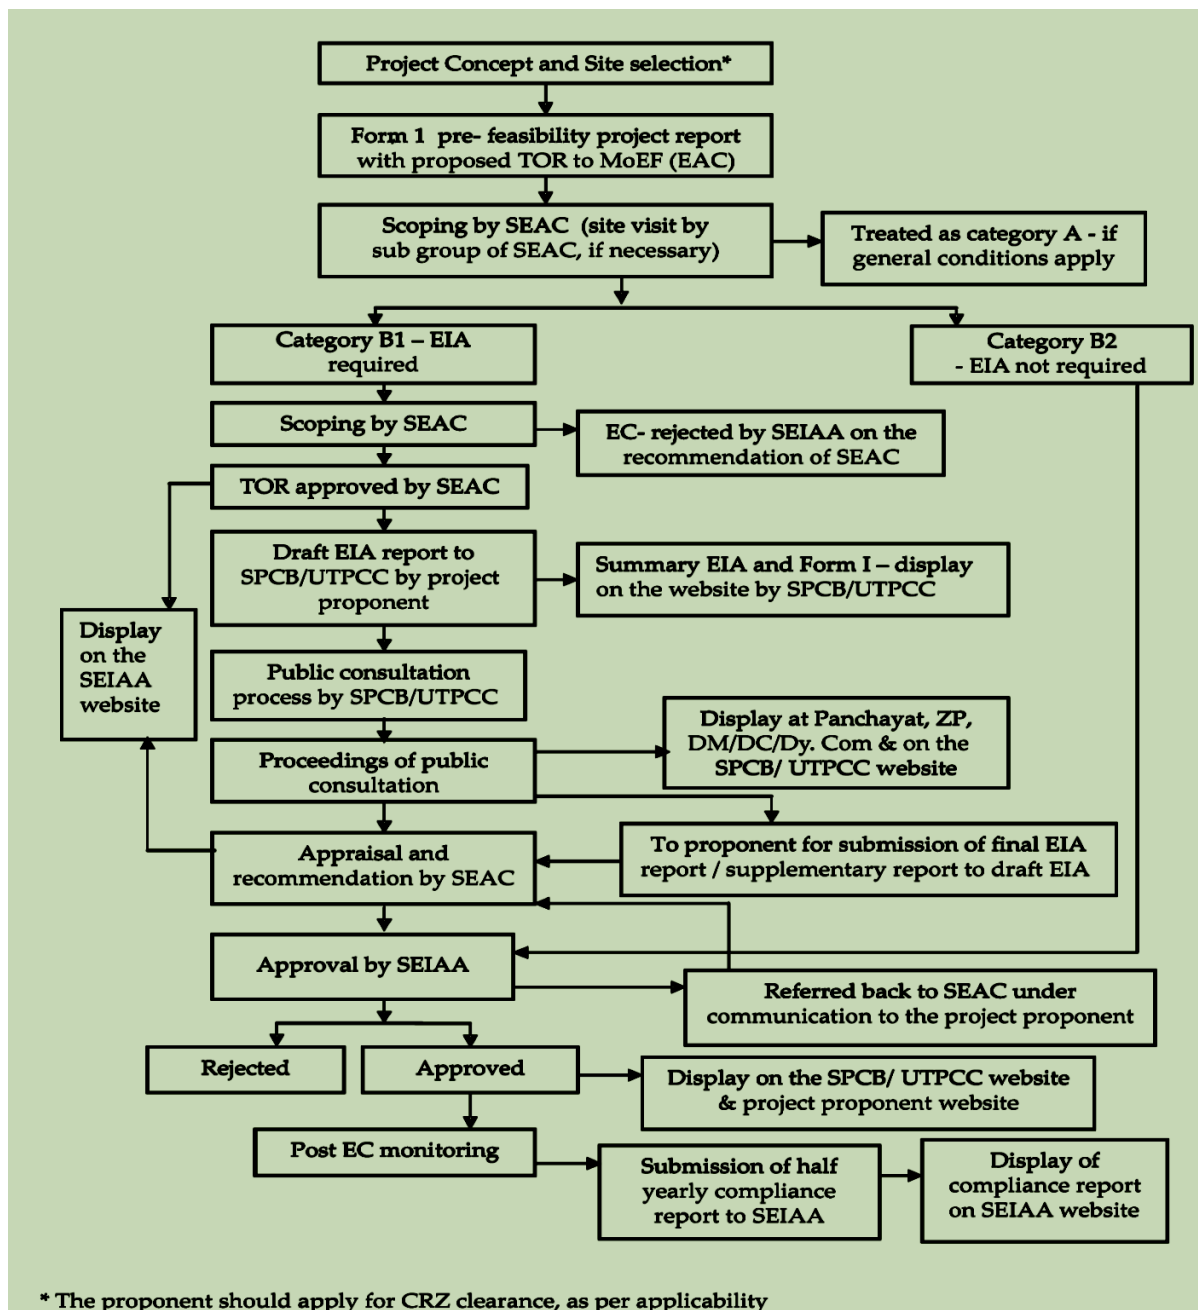 Project Concept and Site selection*
Form 1 pre- feasibility project report
with proposed TOR to MoEF (EAC)
Scoping by SEAC (site visit by
sub group of SEAC, if necessary)
Treated as category A - if
general conditions apply
Category B1 – EIA
required
Category B2
- EIA not required
Scoping by SEAC
EC- rejected by SEIAA on the
recommendation of SEAC
TOR approved by SEAC
Draft EIA report to
SPCB/UTPCC by project
proponent
Summary EIA and Form I – display
on the website by SPCB/UTPCC
Display
on the
SEIAA
website
Public consultation
process by SPCB/UTPCC
Display at Panchayat, ZP,
DM/DC/Dy. Com & on the
SPCB/ UTPCC website
Proceedings of public
consultation
To proponent for submission of final EIA
report / supplementary report to draft EIA
Appraisal and
recommendation by SEAC
Approval by SEIAA
Referred back to SEAC under
communication to the project proponent
Rejected
Approved
Display on the SPCB/ UTPCC website
& project proponent website
Post EC monitoring
Submission of half
yearly compliance
report to SEIAA
Display of
compliance report
on SEIAA website
* The proponent should apply for CRZ clearance, as per applicability